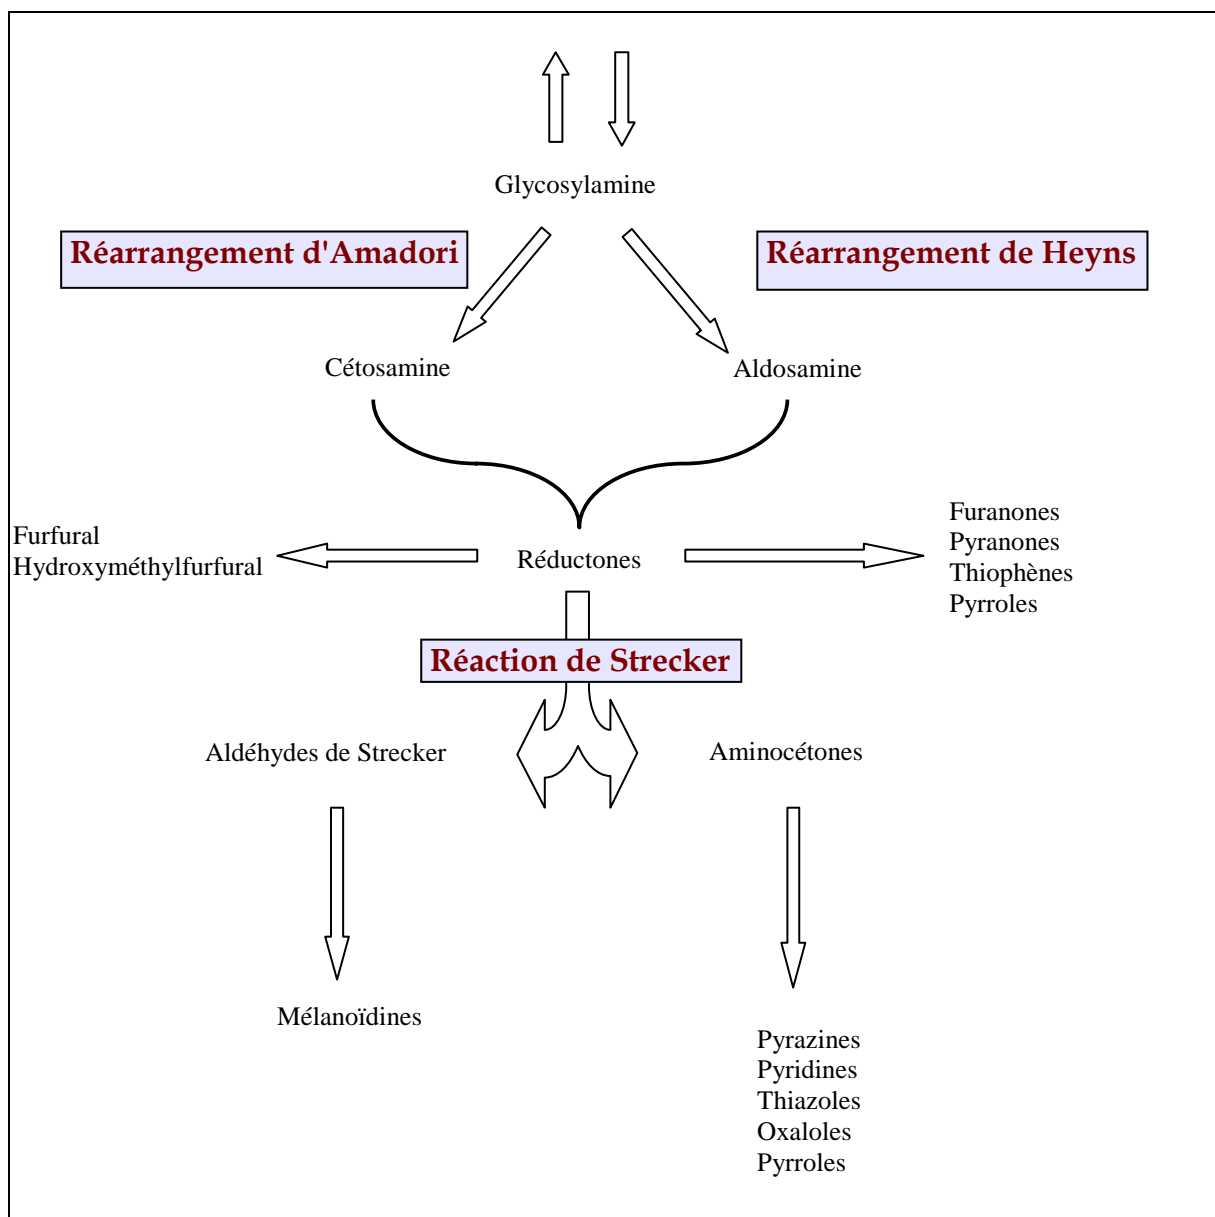 Glycosylamine
Réarrangement d'Amadori
Réarrangement de Heyns
Cétosamine
Aldosamine
Furfural
Hydroxyméthylfurfural
Réductones
Furanones
Pyranones
Thiophènes
Pyrroles
Réaction de Strecker
Aldéhydes de Strecker
Aminocétones
Mélanoïdines
Pyrazines
Pyridines
Thiazoles
Oxaloles
Pyrroles